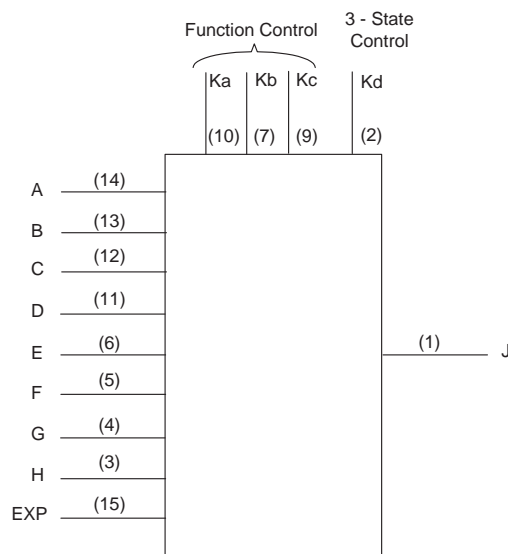 Function Control
3 - State
Control
Ka
Kb
Kc
Kd
(10)
(7)
(9)
(2)
A
(14)
B
(13)
C
(12)
D
(11)
E
(6)
F
(5)
G
(4)
H
(3)
EXP
(15)
(1)
J